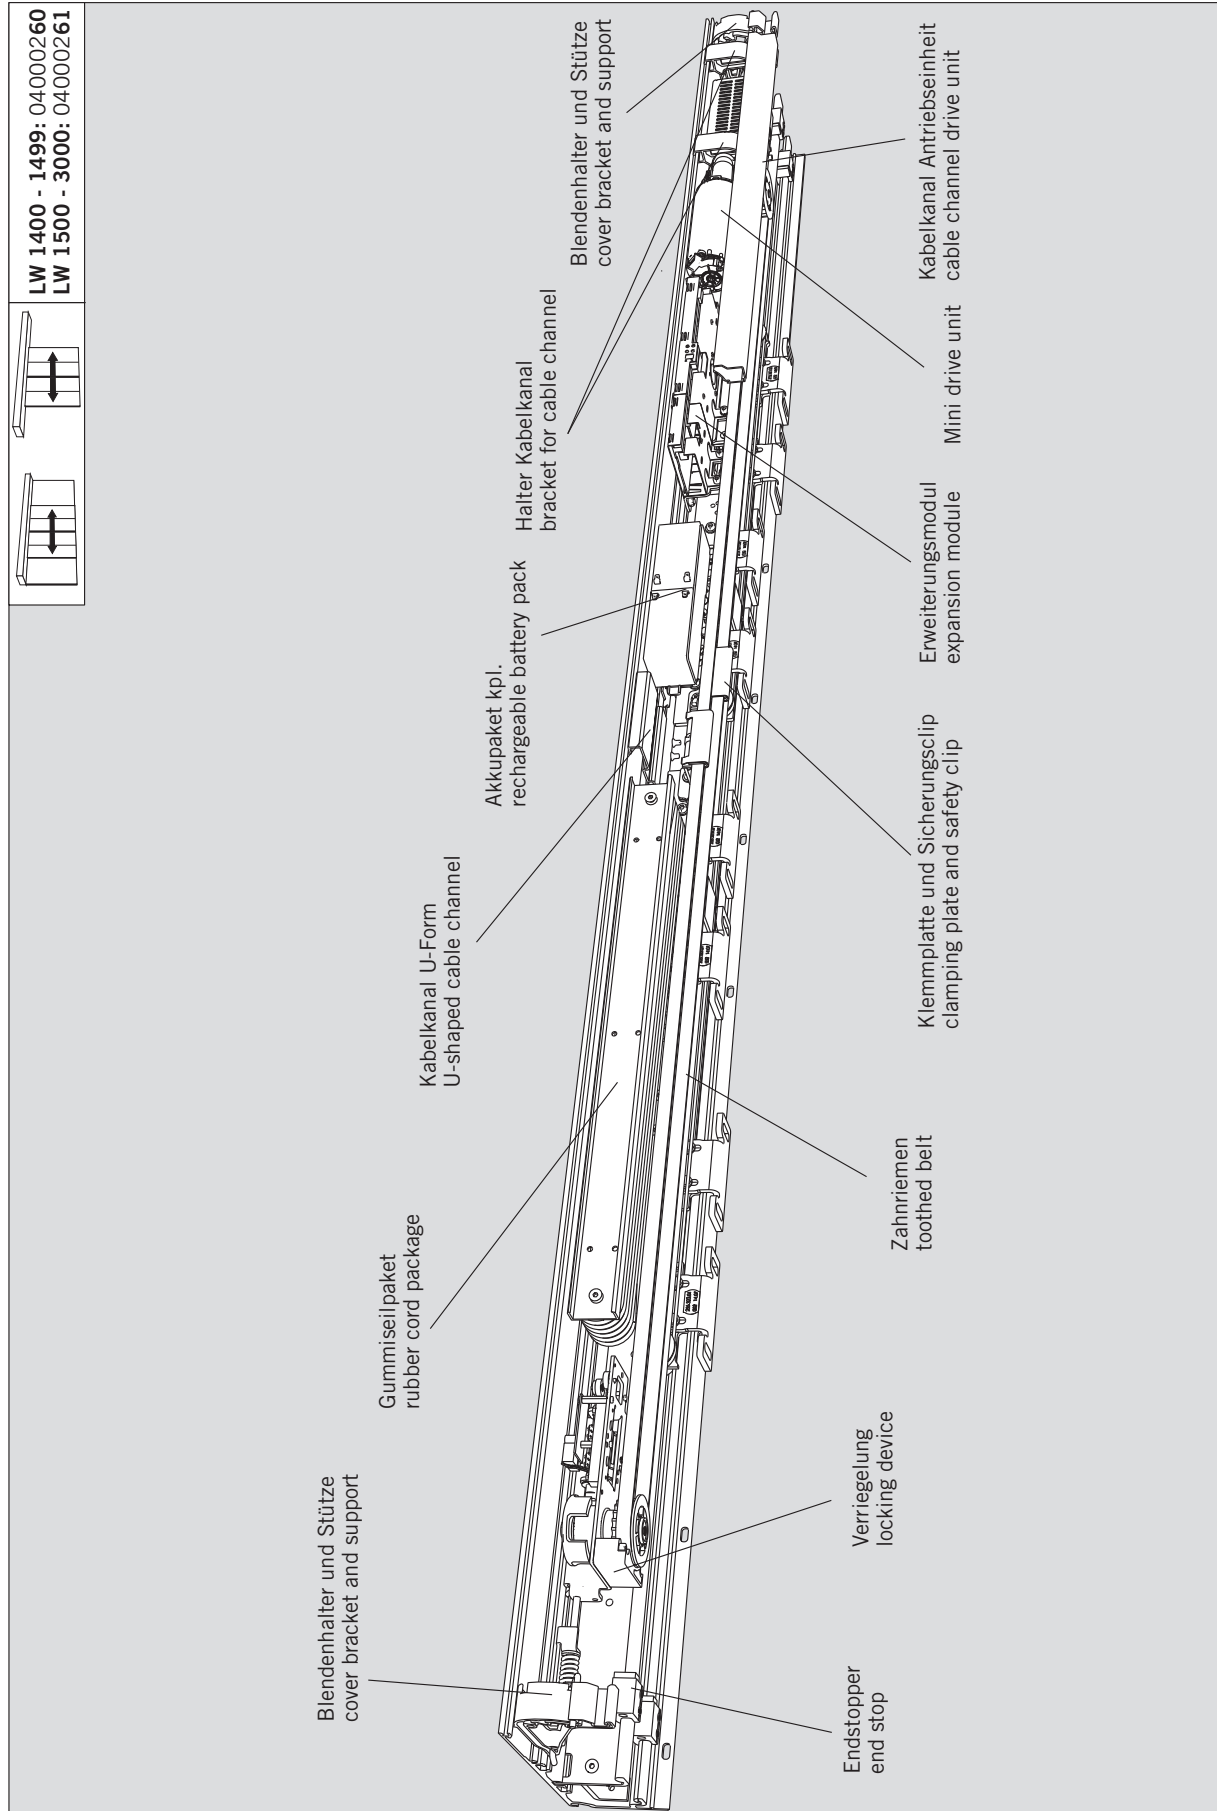 LW 1400 - 1499: 04000260
LW 1500 - 3000: 04000261
Blendenhalter und Stütze
cover bracket and support
Gummiseilpaket
rubber cord package
Kabelkanal U-Form
U-shaped cable channel
Akkupaket kpl.
rechargeable battery pack
Halter Kabelkanal
bracket for cable channel
Blendenhalter und Stütze
cover bracket and support
Endstopper
end stop
Verriegelung
locking device
Zahnriemen
toothed belt
Klemmplatte und Sicherungsclip
clamping plate and safety clip
Erweiterungsmodul
expansion module
Mini drive unit
Kabelkanal Antriebseinheit
cable channel drive unit